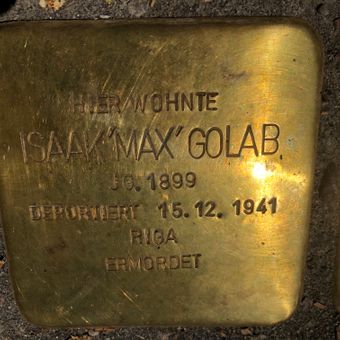 HIER WOHNTE
ISAAK "MAX" GOLAB
JG. 1899
DEPORTIERT 15.12.1941
RIGA
ERMORDET